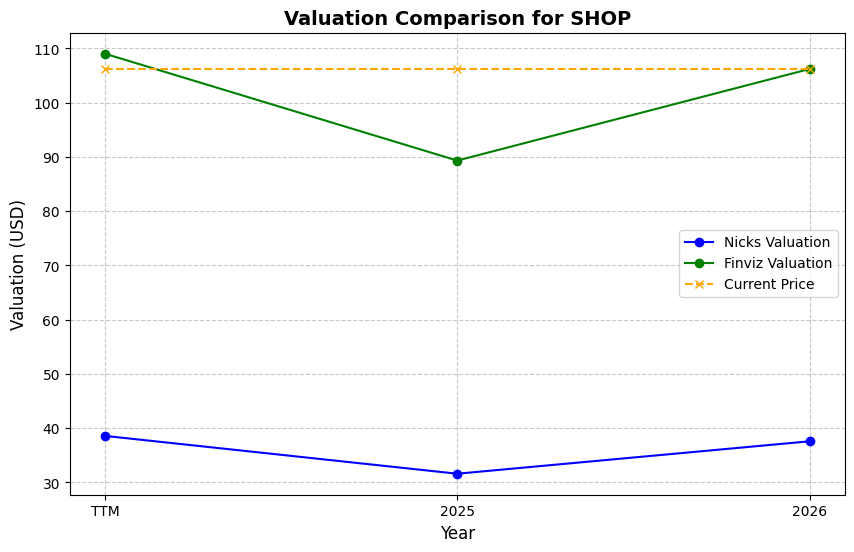 Valuation Comparison for SHOP
110
100
90
80
70
60
50
40
30
Valuation (USD)
Nicks Valuation
Finviz Valuation
Current Price
TTM 2025 2026
Year